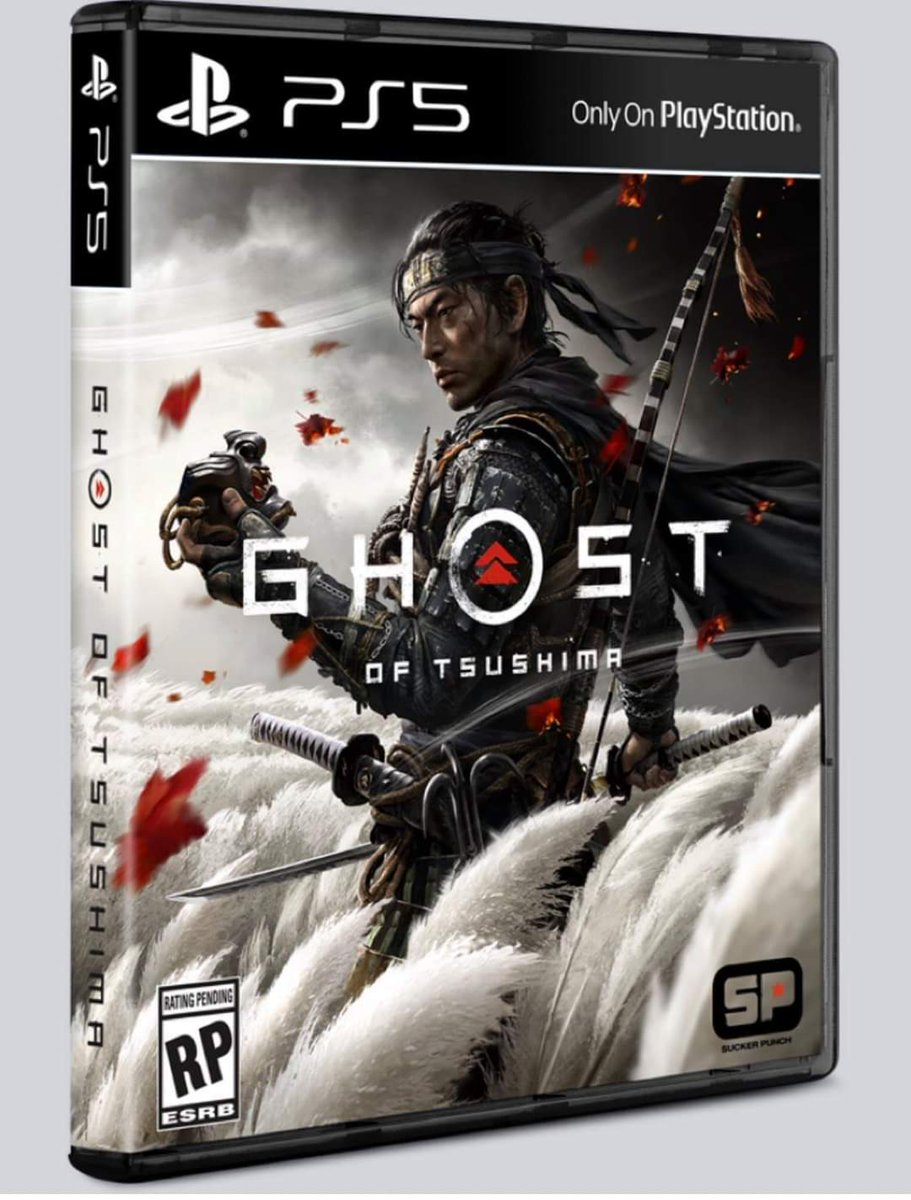 PS5
Only On PlayStation®
PS5
GHOST OF TSUSHIMA
GHOST
OF TSUSHIMA
RATING PENDING
RP
ESRB
SP
SUCKER PUNCH